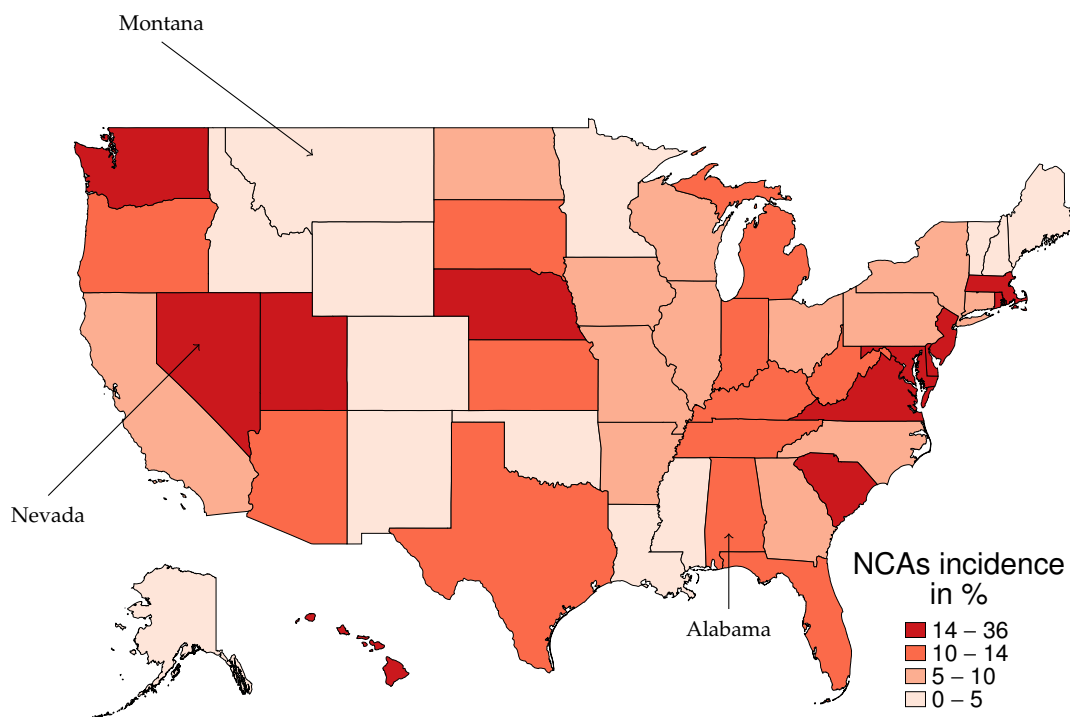 Montana
Nevada
Alabama
NCAs incidence
in %
14 – 36
10 – 14
5 – 10
0 – 5